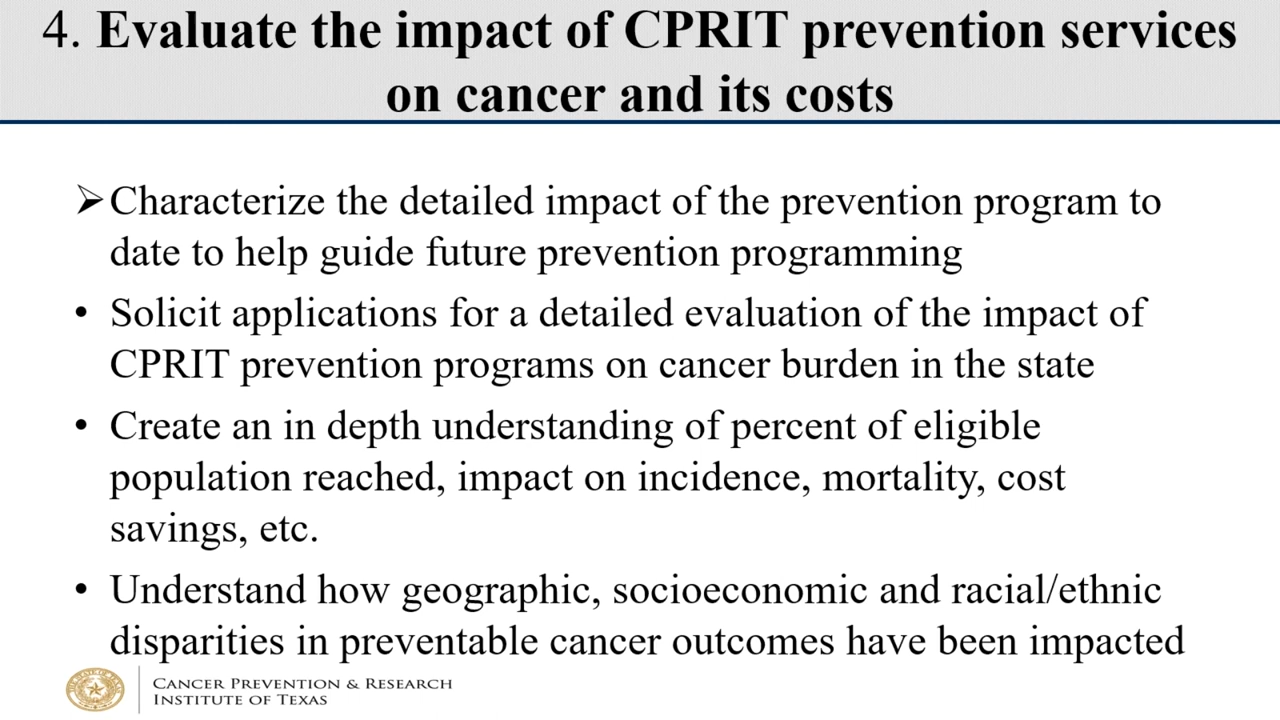 4. Evaluate the impact of CPRIT prevention services
on cancer and its costs
➢Characterize the detailed impact of the prevention program to
date to help guide future prevention programming
• Solicit applications for a detailed evaluation of the impact of
CPRIT prevention programs on cancer burden in the state
• Create an in depth understanding of percent of eligible
population reached, impact on incidence, mortality, cost
savings, etc.
• Understand how geographic, socioeconomic and racial/ethnic
disparities in preventable cancer outcomes have been impacted
CANCER PREVENTION & RESEARCH
INSTITUTE OF TEXAS